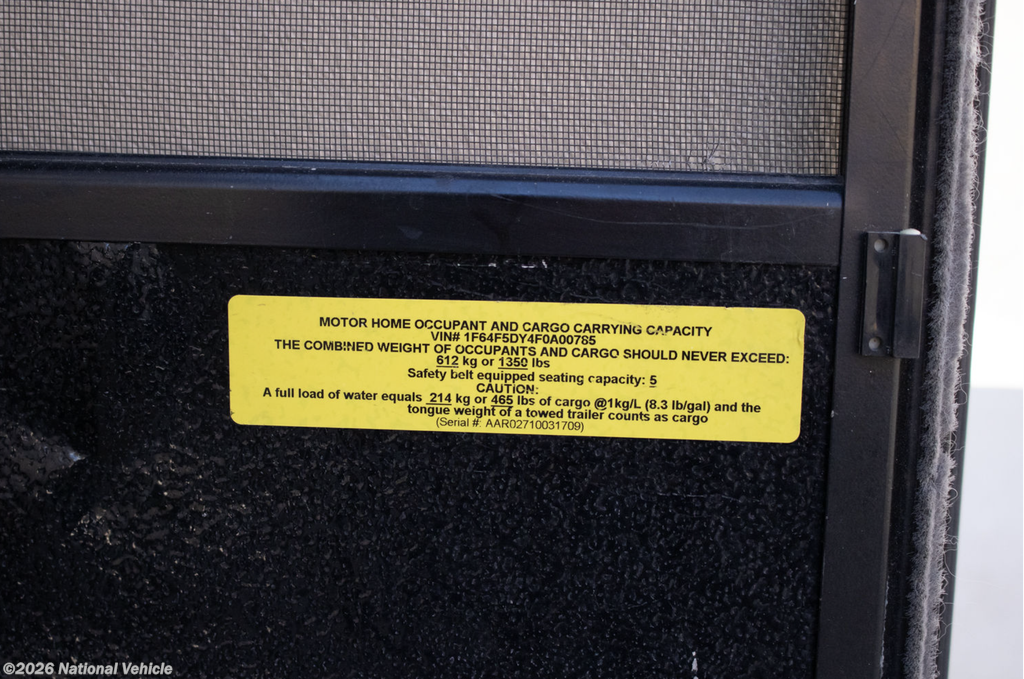 MOTOR HOME OCCUPANT AND CARGO CARRYING CAPACITY
VIN# 1F64F5DY4F0A00785
THE COMBINED WEIGHT OF OCCUPANTS AND CARGO SHOULD NEVER EXCEED:
612 kg or 1350 lbs
Safety belt equipped seating capacity: 5
CAUTION:
A full load of water equals 214 kg or 465 lbs of cargo @1kg/L (8.3 lb/gal) and the
tongue weight of a towed trailer counts as cargo
(Serial #: AAR02710031709)
©2026 National Vehicle